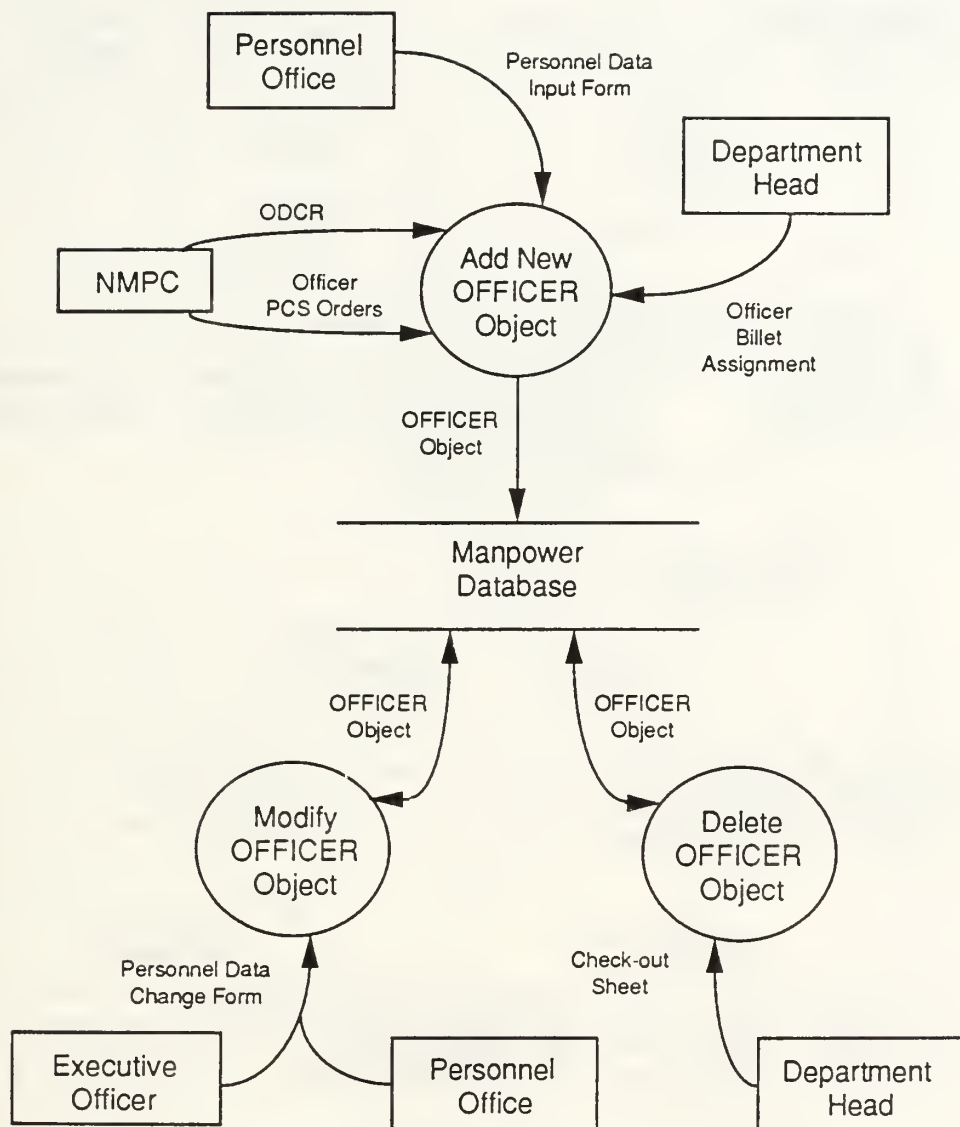 Personnel
Office
Personnel Data
Input Form
Department
Head
ODCR
NMPC
Officer
PCS Orders
Add New
OFFICER
Object
Officer
Billet
Assignment
OFFICER
Object
Manpower
Database
OFFICER
Object
OFFICER
Object
Modify
OFFICER
Object
Delete
OFFICER
Object
Personnel Data
Change Form
Check-out
Sheet
Executive
Officer
Personnel
Office
Department
Head